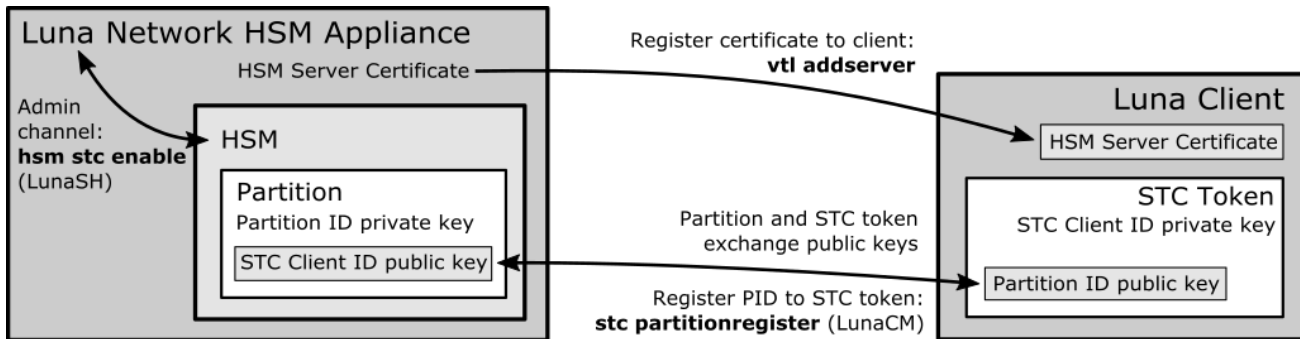 Luna Network HSM Appliance
HSM Server Certificate
Admin
channel:
hsm stc enable
(LunaSH)
HSM
Partition
Partition ID private key
STC Client ID public key
Register certificate to client:
vtl addserver
Partition and STC token
exchange public keys
Register PID to STC token:
stc partitionregister (LunaCM)
Luna Client
HSM Server Certificate
STC Token
STC Client ID private key
Partition ID public key